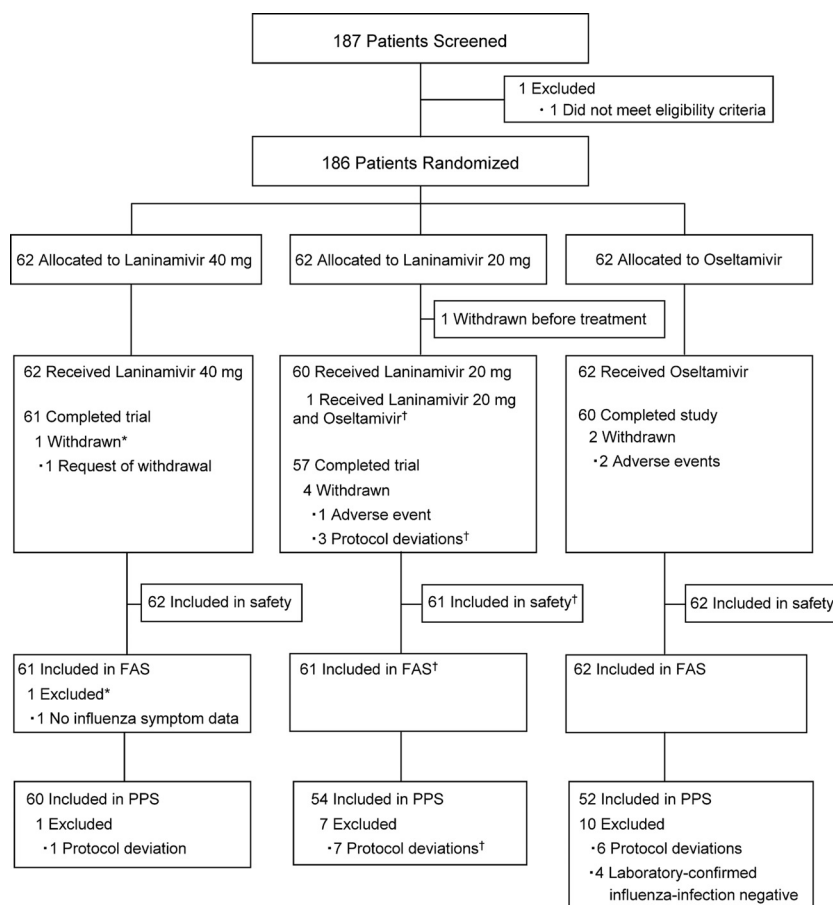 187 Patients Screened
1 Excluded
・1 Did not meet eligibility criteria
186 Patients Randomized
62 Allocated to Laninamivir 40 mg
62 Allocated to Laninamivir 20 mg
62 Allocated to Oseltamivir
1 Withdrawn before treatment
62 Received Laninamivir 40 mg
61 Completed trial
1 Withdrawn*
・1 Request of withdrawal
60 Received Laninamivir 20 mg
1 Received Laninamivir 20 mg
and Oseltamivir†
57 Completed trial
4 Withdrawn
・1 Adverse event
・3 Protocol deviations†
62 Received Oseltamivir
60 Completed study
2 Withdrawn
・2 Adverse events
62 Included in safety
61 Included in safety†
62 Included in safety
61 Included in FAS
1 Excluded*
・1 No influenza symptom data
61 Included in FAS†
62 Included in FAS
60 Included in PPS
1 Excluded
・1 Protocol deviation
54 Included in PPS
7 Excluded
・7 Protocol deviations†
52 Included in PPS
10 Excluded
・6 Protocol deviations
・4 Laboratory-confirmed
influenza-infection negative